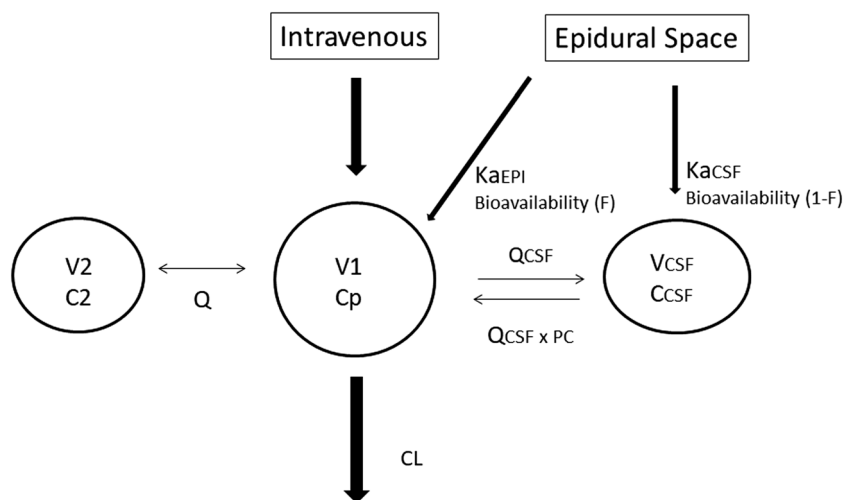 Intravenous
Epidural Space
KaEPI
Bioavailability (F)
KaCSF
Bioavailability (1-F)
V2
C2
Q
V1
Cp
QCSF
QCSF x PC
VCSF
CCSF
CL